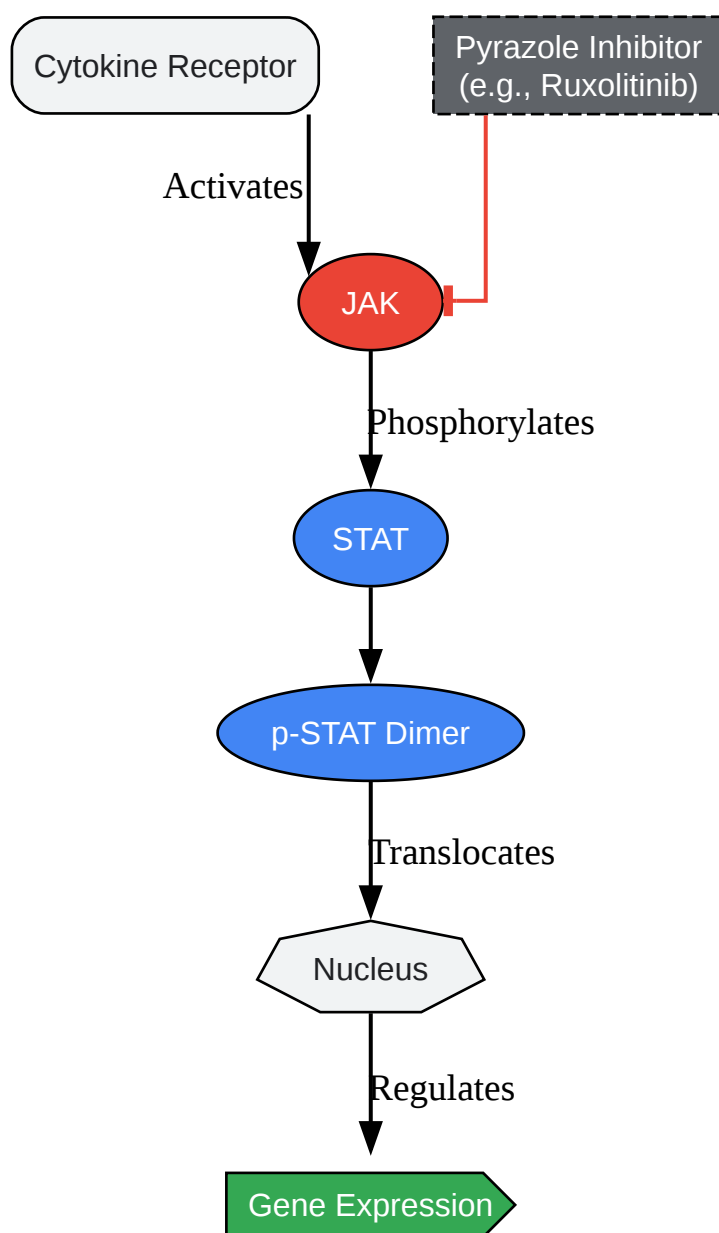 Cytokine Receptor
Pyrazole Inhibitor
(e.g., Ruxolitinib)
Activates
JAK
Phosphorylates
STAT
p-STAT Dimer
Translocates
Nucleus
Regulates
Gene Expression